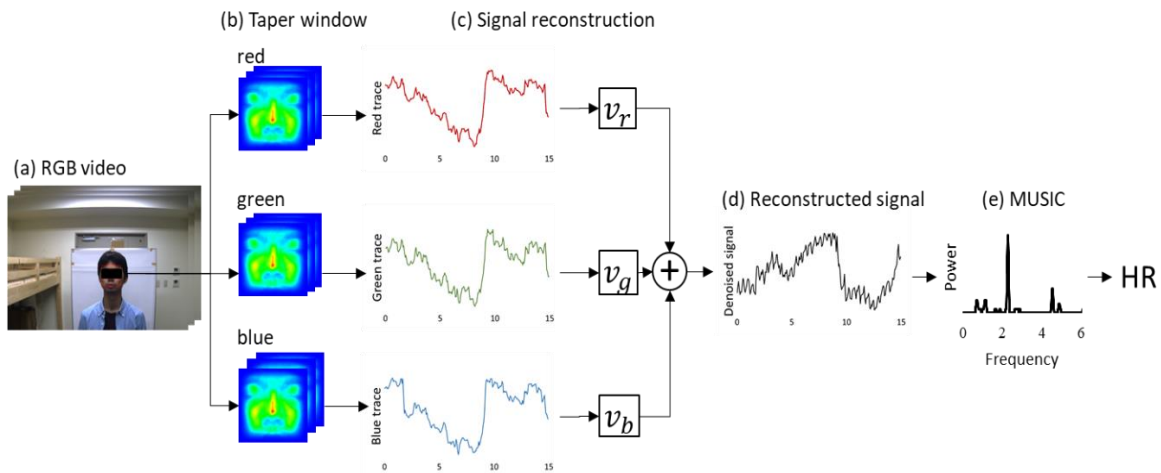 (b) Taper window
(c) Signal reconstruction
red
Red trace
0 5 10 15
v_r
(a) RGB video
green
Green trace
0 5 10 15
v_g
+
(d) Reconstructed signal
Denoised signal
0 5 10 15
(e) MUSIC
Power
0 2 4 6
Frequency
HR
blue
Blue trace
0 5 10 15
v_b